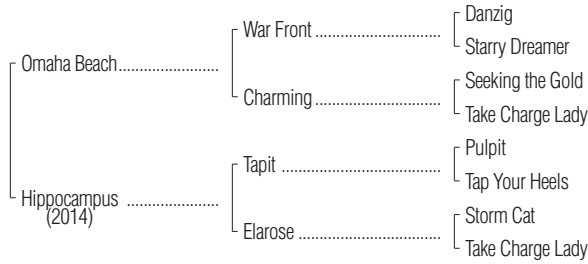 Danzig
War Front ........................................
Starry Dreamer
Omaha Beach.............................
Seeking the Gold
Charming ........................................
Take Charge Lady
Pulpit
Tapit ................................................
Tap Your Heels
Hippocampus ..........................
(2014)
Storm Cat
Elarose ............................................
Take Charge Lady